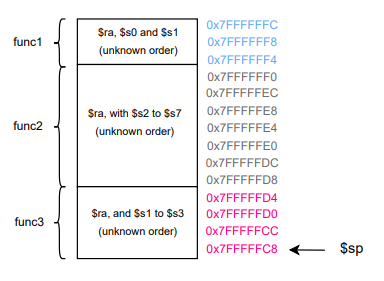 $ra, $s0 and $s1
(unknown order)
func1
0x7FFFFFFC
0x7FFFFFF8
0x7FFFFFF4
$ra, with $s2 to $s7
(unknown order)
func2
0x7FFFFFF0
0x7FFFFFEC
0x7FFFFFE8
0x7FFFFFE4
0x7FFFFFE0
0x7FFFFFDC
0x7FFFFFD8
$ra, and $s1 to $s3
(unknown order)
func3
0x7FFFFFD4
0x7FFFFFD0
0x7FFFFFCC
0x7FFFFFC8
$sp